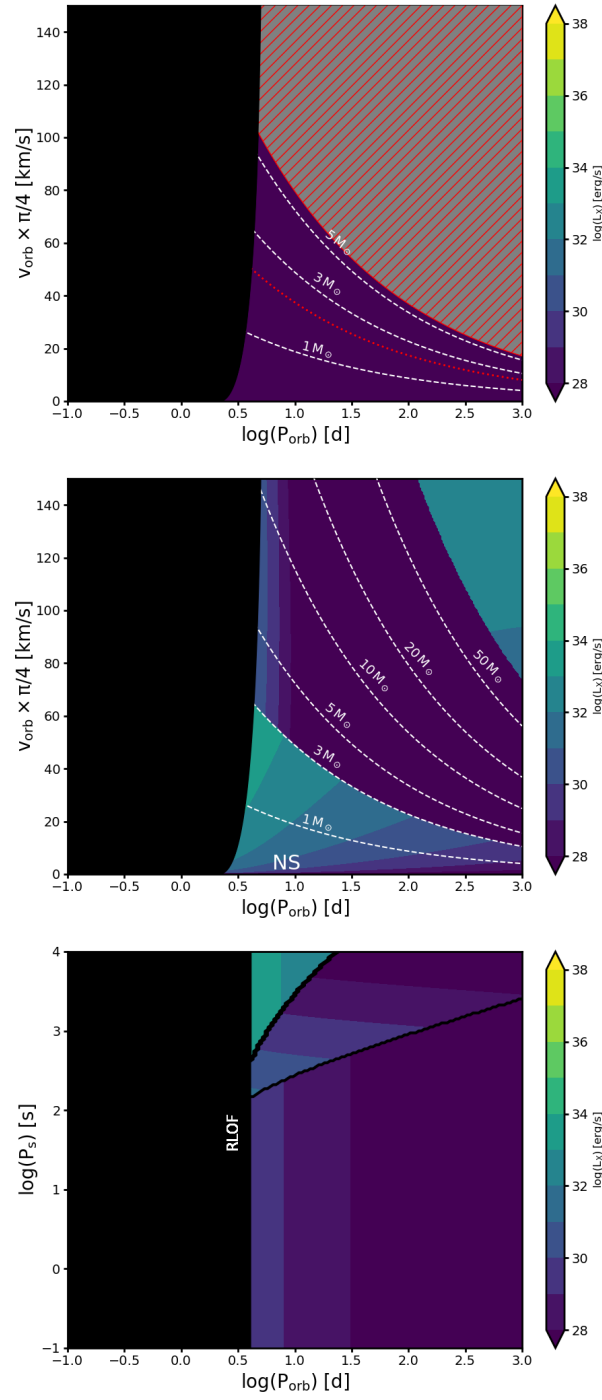 150
140
120
100
80
60
40
20
0
v_orb × π/4 [km/s]
5 M⊙
3 M⊙
1 M⊙
-1.0 -0.5 0.0 0.5 1.0 1.5 2.0 2.5 3.0
log(P_orb) [d]
38
36
34
32
30
28
log(L_X) [erg/s]
140
120
100
80
60
40
20
0
v_orb × π/4 [km/s]
50 M⊙
20 M⊙
10 M⊙
5 M⊙
3 M⊙
1 M⊙
NS
-1.0 -0.5 0.0 0.5 1.0 1.5 2.0 2.5 3.0
log(P_orb) [d]
38
36
34
32
30
28
log(L_X) [erg/s]
4
3
2
1
0
-1
log(P_s) [s]
RLOF
-1.0 -0.5 0.0 0.5 1.0 1.5 2.0 2.5 3.0
log(P_orb) [d]
38
36
34
32
30
28
log(L_X) [erg/s]